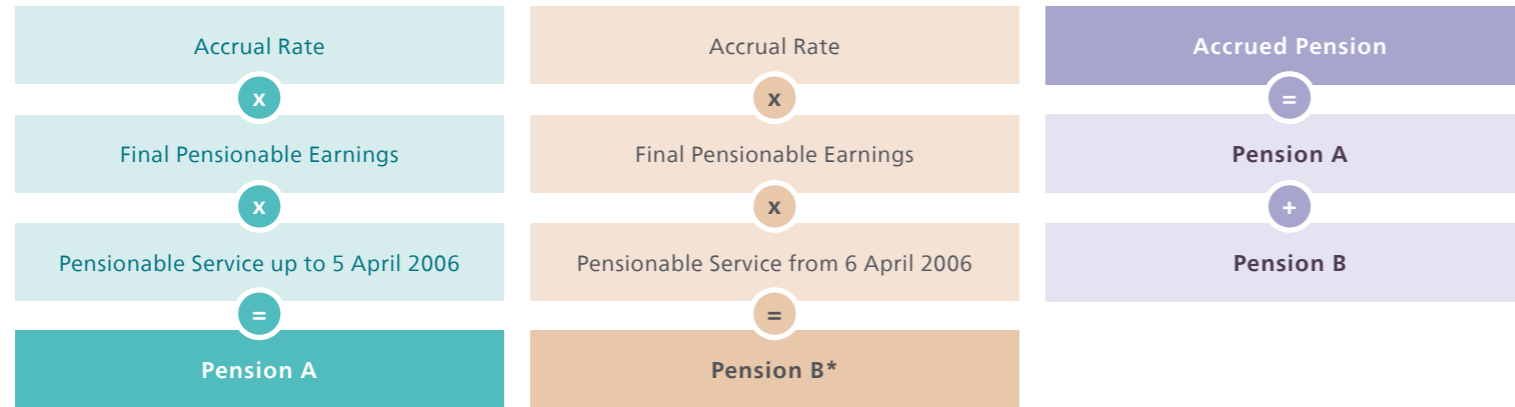 Accrual Rate
x
Final Pensionable Earnings
x
Pensionable Service up to 5 April 2006
=
Pension A
Accrual Rate
x
Final Pensionable Earnings
x
Pensionable Service from 6 April 2006
=
Pension B*
Accrued Pension
=
Pension A
+
Pension B